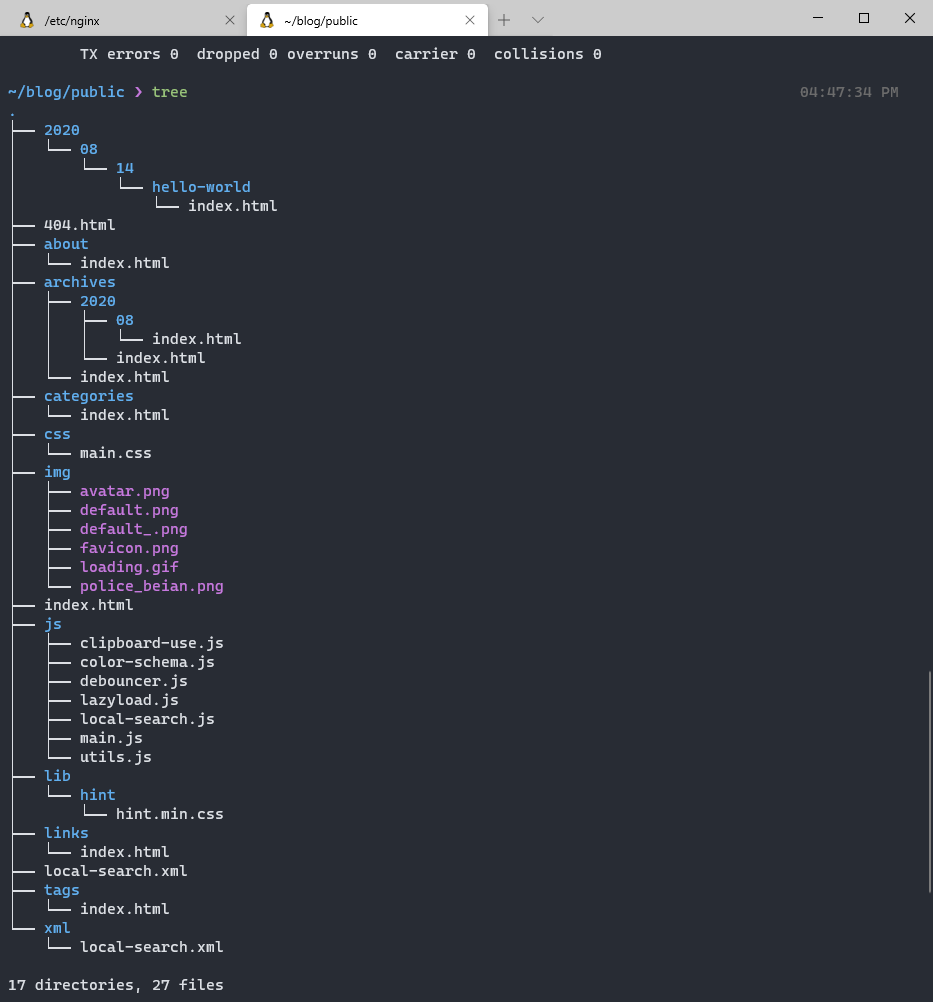 /etc/nginx ~/blog/public
TX errors 0  dropped 0 overruns 0  carrier 0  collisions 0
~/blog/public ❯ tree 04:47:34 PM
.
├── 2020
│   └── 08
│       └── 14
│           └── hello-world
│               └── index.html
├── 404.html
├── about
│   └── index.html
├── archives
│   ├── 2020
│   │   ├── 08
│   │   │   └── index.html
│   │   └── index.html
│   └── index.html
├── categories
│   └── index.html
├── css
│   └── main.css
├── img
│   ├── avatar.png
│   ├── default.png
│   ├── default_.png
│   ├── favicon.png
│   ├── loading.gif
│   └── police_beian.png
├── index.html
├── js
│   ├── clipboard-use.js
│   ├── color-schema.js
│   ├── debouncer.js
│   ├── lazyload.js
│   ├── local-search.js
│   ├── main.js
│   └── utils.js
├── lib
│   └── hint
│       └── hint.min.css
├── links
│   └── index.html
├── local-search.xml
├── tags
│   └── index.html
└── xml
    └── local-search.xml
17 directories, 27 files